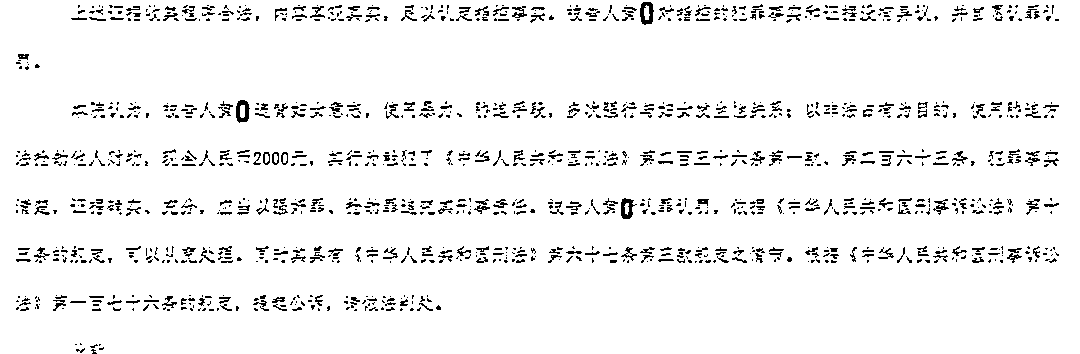 上述证据收集程序合法，内容客观真实，足以认定指控事实。被告人黄 对指控的犯罪事实和证据没有异议，并自愿认罪认
罚。
本院认为，被告人黄 违背妇女意志，使用暴力、胁迫手段，多次强行与妇女发生性关系；以非法占有为目的，使用胁迫方
法抢劫他人财物，现金人民币2000元，其行为触犯了《中华人民共和国刑法》第二百三十六条第一款、第二百六十三条，犯罪事实
清楚，证据确实、充分，应当以强奸罪、抢劫罪追究其刑事责任。被告人黄 认罪认罚，依据《中华人民共和国刑事诉讼法》第十
五条的规定，可以从宽处理。同时其具有《中华人民共和国刑法》第六十七条第三款规定之情节。根据《中华人民共和国刑事诉讼
法》第一百七十六条的规定，提起公诉，请依法判处。
此致